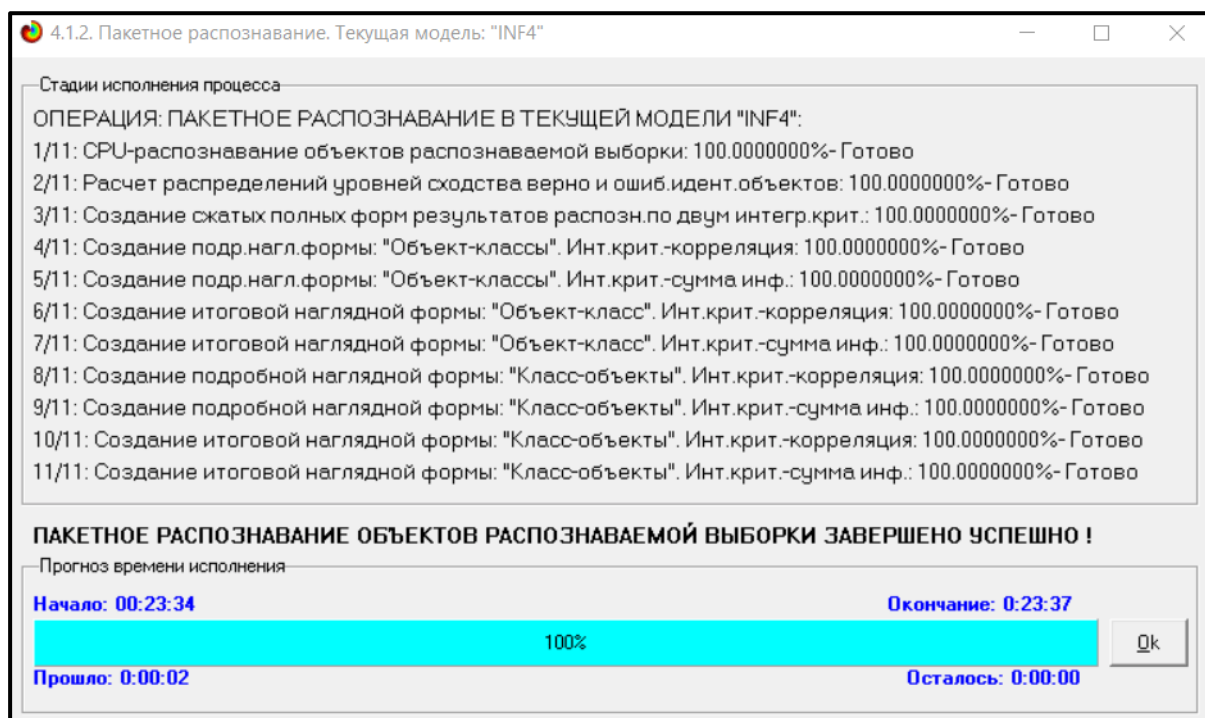 4.1.2. Пакетное распознавание. Текущая модель: "INF4"
Стадии исполнения процесса
ОПЕРАЦИЯ: ПАКЕТНОЕ РАСПОЗНАВАНИЕ В ТЕКУЩЕЙ МОДЕЛИ "INF4":
1/11: CPU-распознавание объектов распознаваемой выборки: 100.0000000%- Готово
2/11: Расчет распределений уровней сходства верно и ошиб.идент.объектов: 100.0000000%- Готово
3/11: Создание сжатых полных форм результатов распозн.по двум интегр.крит.: 100.0000000%- Готово
4/11: Создание подр.нагл.формы: "Объект-классы". Инт.крит.-корреляция: 100.0000000%- Готово
5/11: Создание подр.нагл.формы: "Объект-классы". Инт.крит.-сумма инф.: 100.0000000%- Готово
6/11: Создание итоговой наглядной формы: "Объект-класс". Инт.крит.-корреляция: 100.0000000%- Готово
7/11: Создание итоговой наглядной формы: "Объект-класс". Инт.крит.-сумма инф.: 100.0000000%- Готово
8/11: Создание подробной наглядной формы: "Класс-объекты". Инт.крит.-корреляция: 100.0000000%- Готово
9/11: Создание подробной наглядной формы: "Класс-объекты". Инт.крит.-сумма инф.: 100.0000000%- Готово
10/11: Создание итоговой наглядной формы: "Класс-объекты". Инт.крит.-корреляция: 100.0000000%- Готово
11/11: Создание итоговой наглядной формы: "Класс-объекты". Инт.крит.-сумма инф.: 100.0000000%- Готово
ПАКЕТНОЕ РАСПОЗНАВАНИЕ ОБЪЕКТОВ РАСПОЗНАВАЕМОЙ ВЫБОРКИ ЗАВЕРШЕНО УСПЕШНО !
Прогноз времени исполнения
Начало: 00:23:34 Окончание: 0:23:37
100% Ok
Прошло: 0:00:02 Осталось: 0:00:00